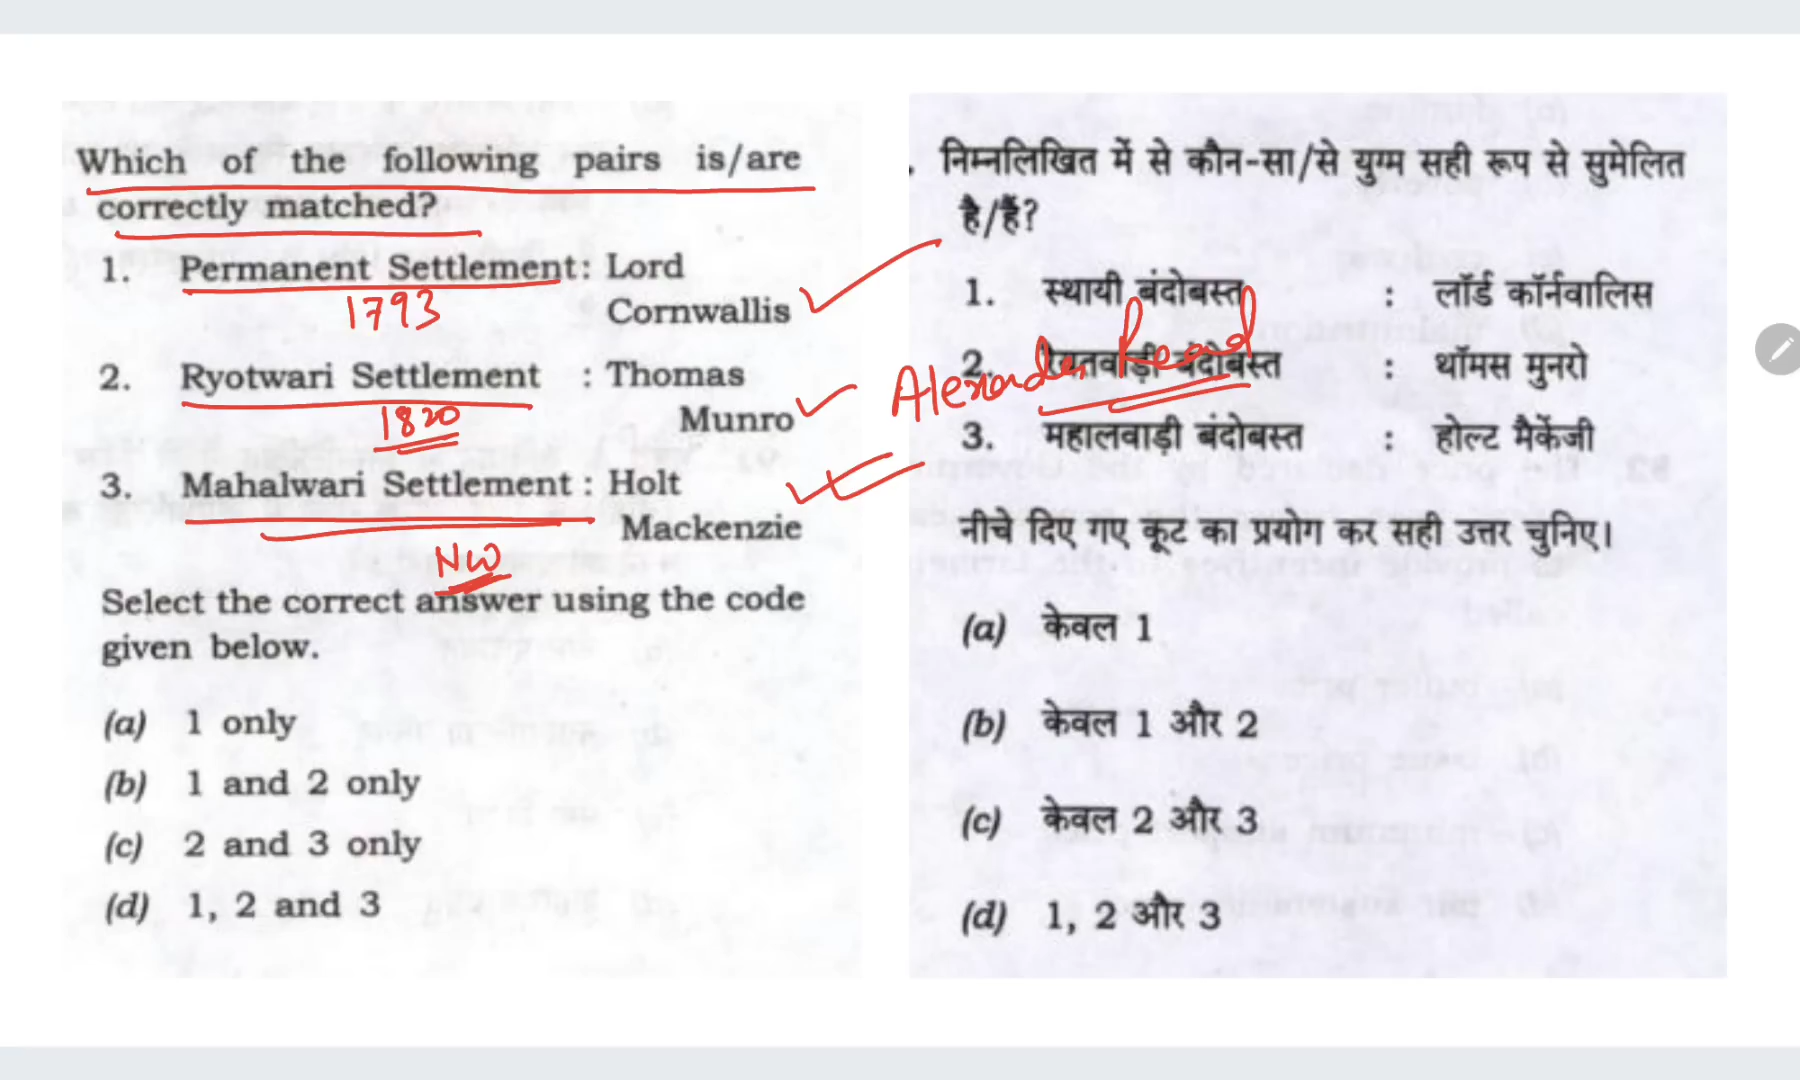 Which of the following pairs is/are
correctly matched?
1. Permanent Settlement : Lord
1793
Cornwallis
2. Ryotwari Settlement : Thomas
1820
Munro
3. Mahalwari Settlement : Holt
Mackenzie
NW
Select the correct answer using the code
given below.
(a) 1 only
(b) 1 and 2 only
(c) 2 and 3 only
(d) 1, 2 and 3
निम्नलिखित में से कौन-सा/से युग्म सही रूप से सुमेलित
है/हैं?
1. स्थायी बंदोबस्त : लॉर्ड कॉर्नवालिस
Alexander Read
2. रैयतवाड़ी बंदोबस्त : थॉमस मुनरो
3. महालवाड़ी बंदोबस्त : होल्ट मैकेंजी
नीचे दिए गए कूट का प्रयोग कर सही उत्तर चुनिए।
(a) केवल 1
(b) केवल 1 और 2
(c) केवल 2 और 3
(d) 1, 2 और 3